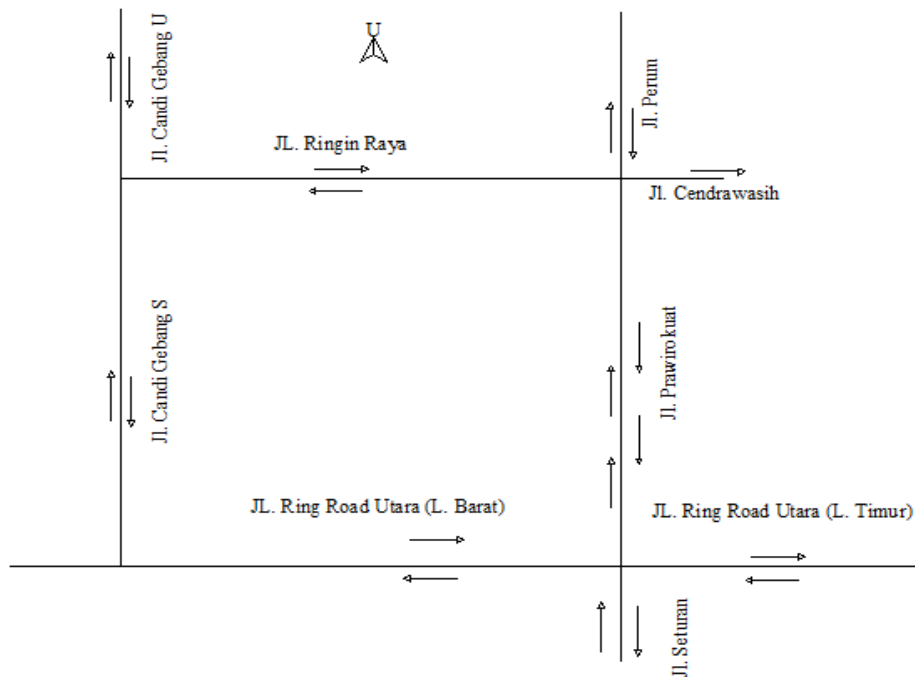 Jl. Candi Gebang U
U
Jl. Perum
JL. Ringin Raya
Jl. Cendrawasih
Jl. Candi Gebang S
Jl. Prawirokuat
JL. Ring Road Utara (L. Barat)
JL. Ring Road Utara (L. Timur)
Jl. Seturan